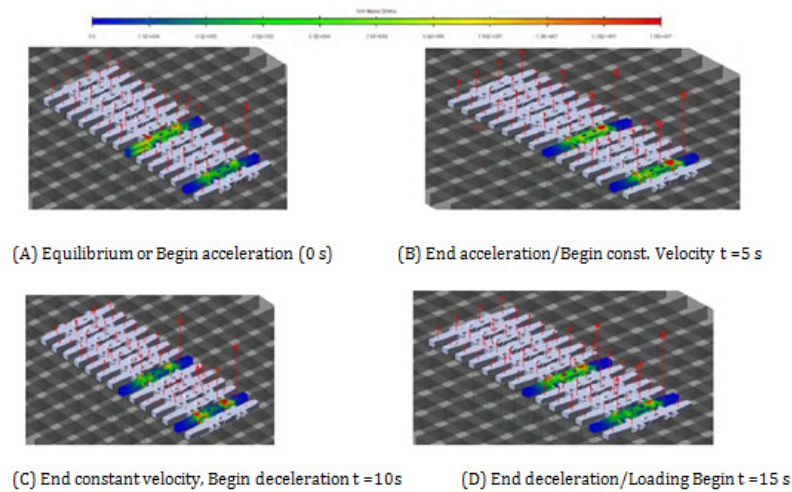 (A) Equilibrium or Begin acceleration (0 s)
(B) End acceleration/Begin const. Velocity t =5 s
(C) End constant velocity, Begin deceleration t =10s
(D) End deceleration/Loading Begin t =15 s